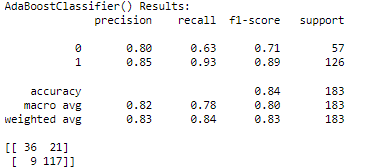 AdaBoostClassifier() Results:
precision recall f1-score support
0 0.80 0.63 0.71 57
1 0.85 0.93 0.89 126
accuracy 0.84 183
macro avg 0.82 0.78 0.80 183
weighted avg 0.83 0.84 0.83 183
[[ 36 21]
[ 9 117]]